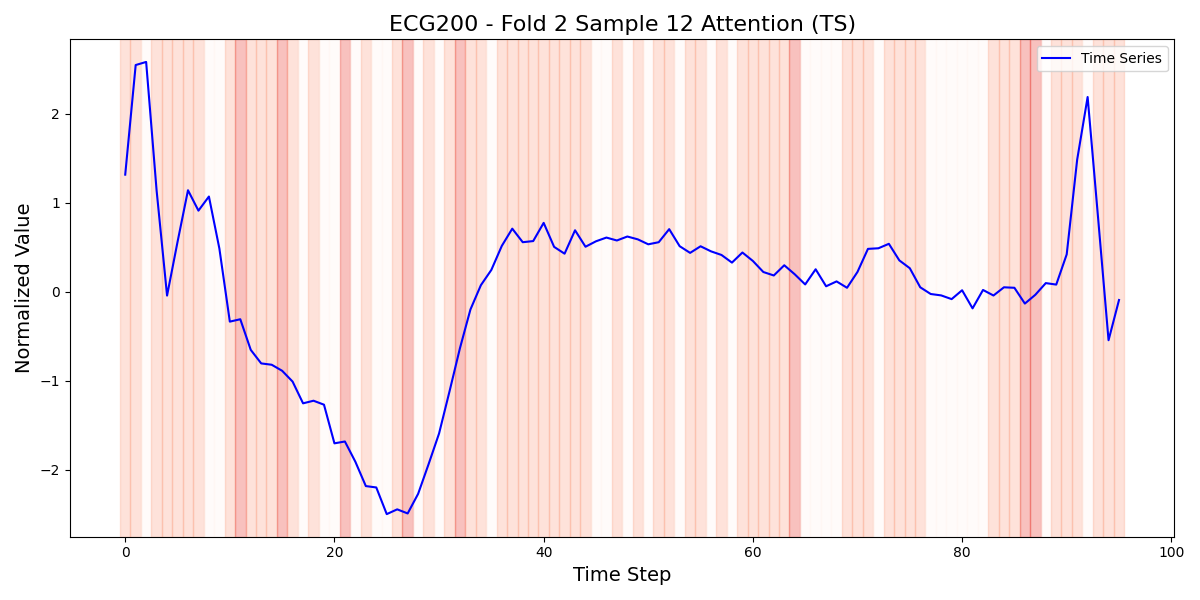 ECG200 - Fold 2 Sample 12 Attention (TS)
Time Series
Normalized Value
2
1
0
−1
−2
0 20 40 60 80 100
Time Step